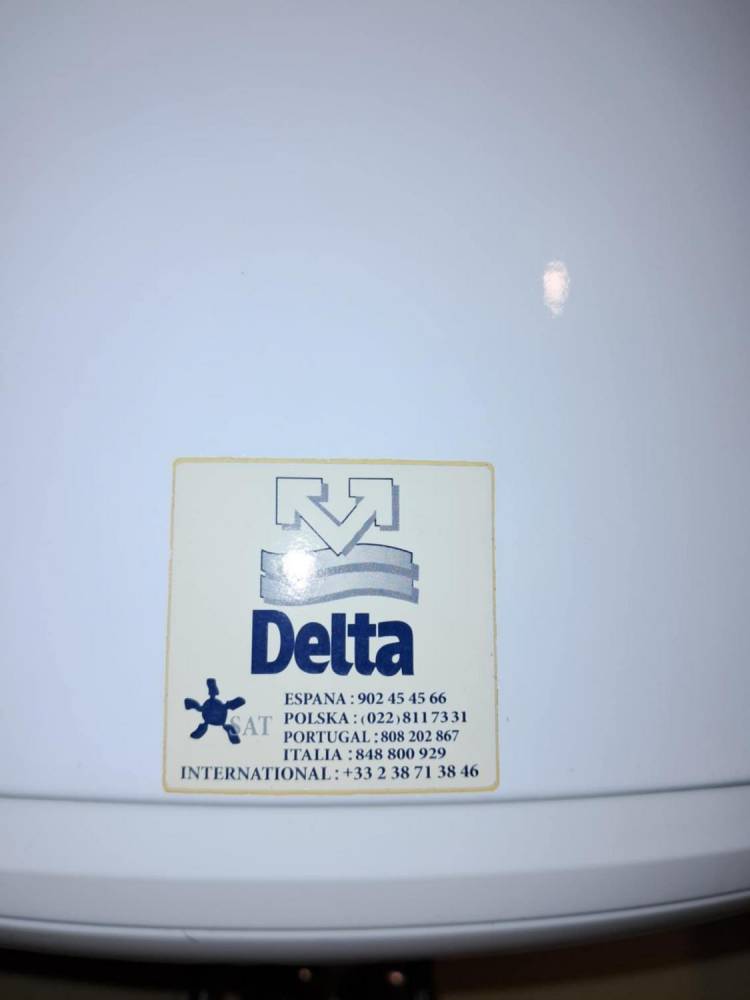 Delta
SAT
ESPANA : 902 45 45 66
POLSKA : (022) 811 73 31
PORTUGAL : 808 202 867
ITALIA : 848 800 929
INTERNATIONAL : +33 2 38 71 38 46